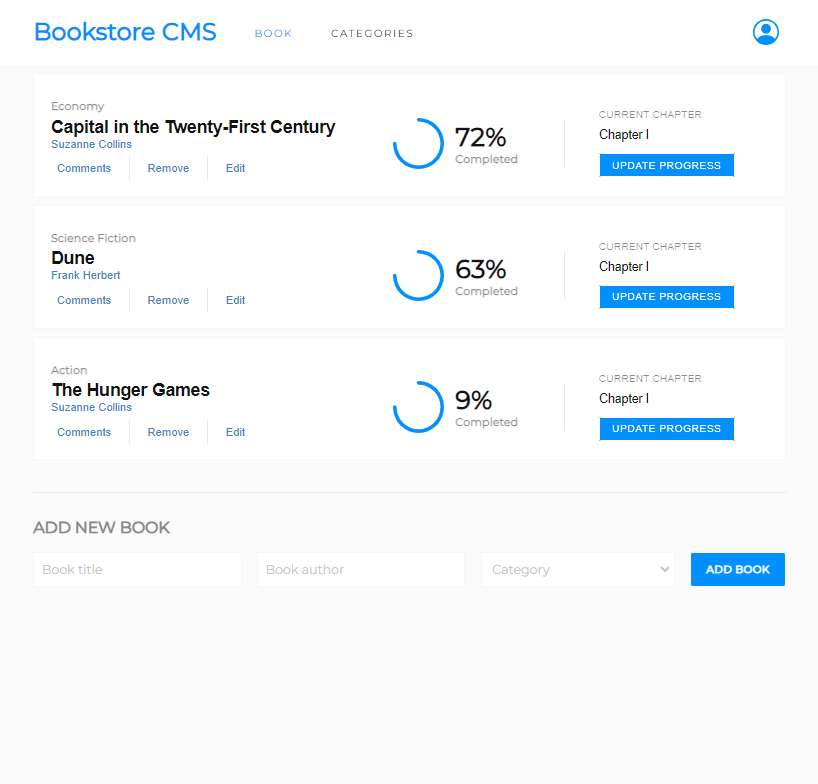 Bookstore CMS BOOK CATEGORIES
Economy
Capital in the Twenty-First Century
Suzanne Collins
Comments Remove Edit
72%
Completed
CURRENT CHAPTER
Chapter I
UPDATE PROGRESS
Science Fiction
Dune
Frank Herbert
Comments Remove Edit
63%
Completed
CURRENT CHAPTER
Chapter I
UPDATE PROGRESS
Action
The Hunger Games
Suzanne Collins
Comments Remove Edit
9%
Completed
CURRENT CHAPTER
Chapter I
UPDATE PROGRESS
ADD NEW BOOK
Book title Book author Category ADD BOOK